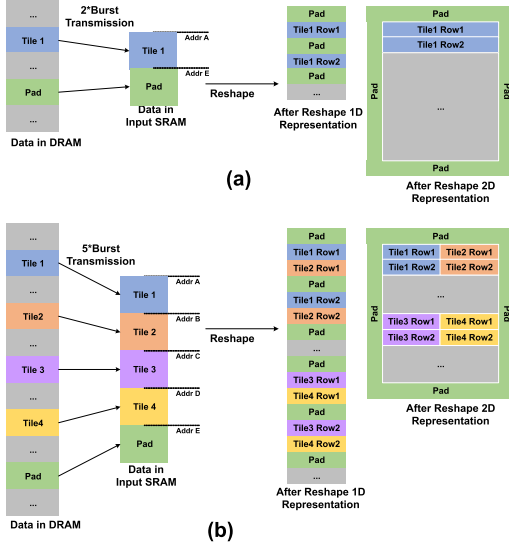 2*Burst
Transmission
...
Tile 1
...
Pad
...
Data in DRAM
Addr A
Tile 1
Addr E
Pad
Data in
Input SRAM
Reshape
Pad
Tile1 Row1
Pad
Tile1 Row2
Pad
...
After Reshape 1D
Representation
Pad
Tile1 Row1
Tile1 Row2
Pad
...
Pad
Pad
After Reshape 2D
Representation
(a)
5*Burst
Transmission
...
Tile 1
...
Tile2
...
Tile 3
...
Tile4
...
Pad
...
Data in DRAM
Addr A
Tile 1
Addr B
Tile 2
Addr C
Tile 3
Addr D
Tile 4
Addr E
Pad
Data in
Input SRAM
Reshape
Pad
Tile1 Row1
Tile2 Row1
Pad
Tile1 Row2
Tile2 Row2
Pad
...
Pad
Tile3 Row1
Tile4 Row1
Pad
Tile3 Row2
Tile4 Row2
Pad
...
After Reshape 1D
Representation
Pad
Tile1 Row1 Tile2 Row1
Tile1 Row2 Tile2 Row2
...
Pad
Pad
Tile3 Row1 Tile4 Row1
Tile3 Row2 Tile4 Row2
...
Pad
After Reshape 2D
Representation
(b)